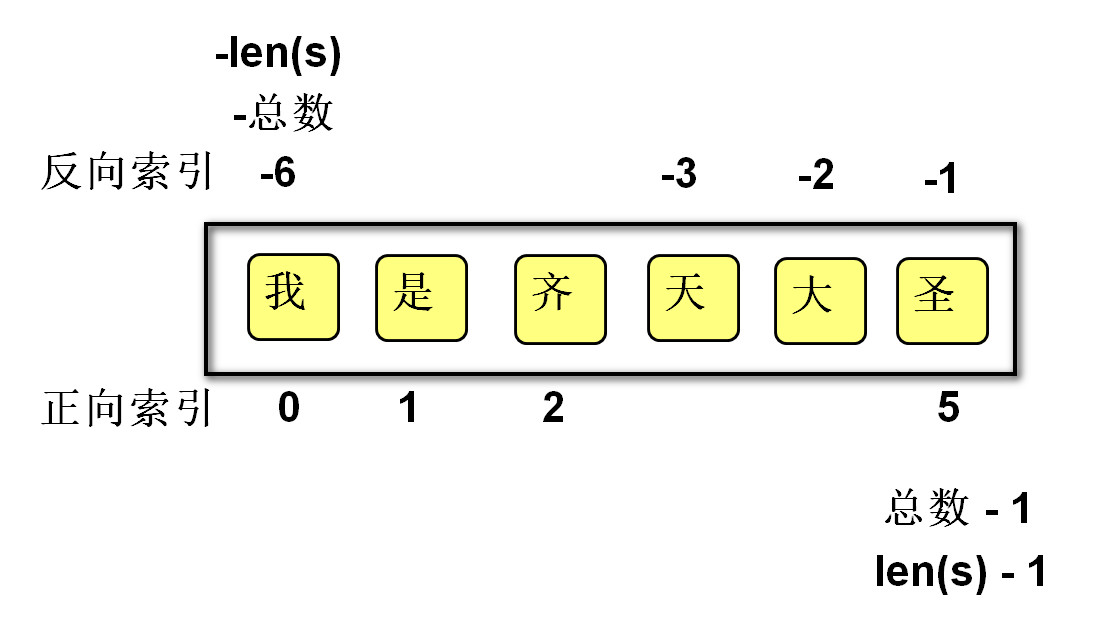 -len(s)
-总数
反向索引 -6 -3 -2 -1
我 是 齐 天 大 圣
正向索引 0 1 2 5
总数 - 1
len(s) - 1